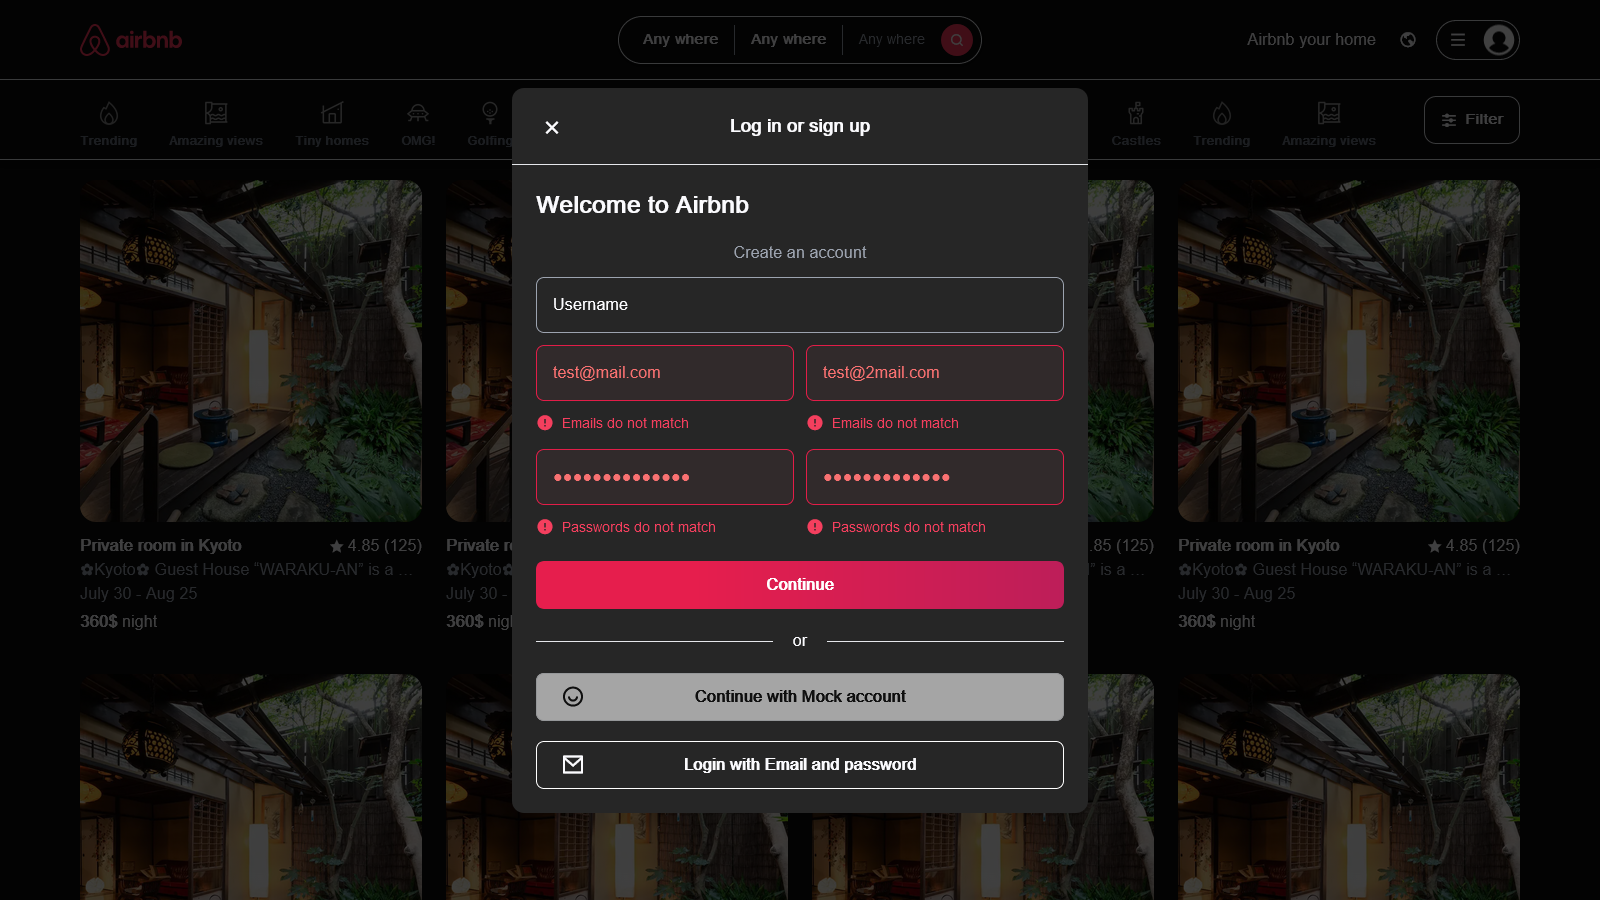 airbnb
Any where
Any where
Any where
Airbnb your home
Trending
Amazing views
Tiny homes
OMG!
Golfing
Castles
Trending
Amazing views
Filter
Log in or sign up
Welcome to Airbnb
Create an account
Username
test@mail.com
test@2mail.com
Emails do not match
Emails do not match
●●●●●●●●●●●●●●
●●●●●●●●●●●●●
Passwords do not match
Passwords do not match
Continue
or
Continue with Mock account
Login with Email and password
Private room in Kyoto ★ 4.85 (125)
✿Kyoto✿ Guest House “WARAKU-AN” is a ...
July 30 - Aug 25
360$ night
Private
✿Kyoto✿
July 30 -
360$
.85 (125)
is a ...
Private room in Kyoto ★ 4.85 (125)
✿Kyoto✿ Guest House “WARAKU-AN” is a ...
July 30 - Aug 25
360$ night